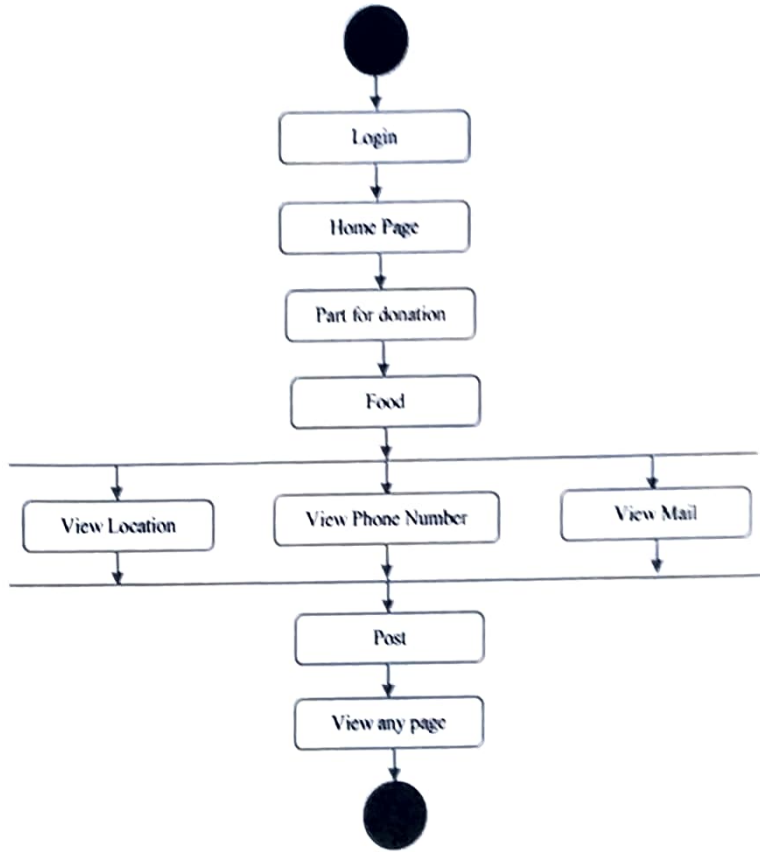 Login
Home Page
Part for donation
Food
View Location
View Phone Number
View Mail
Post
View any page